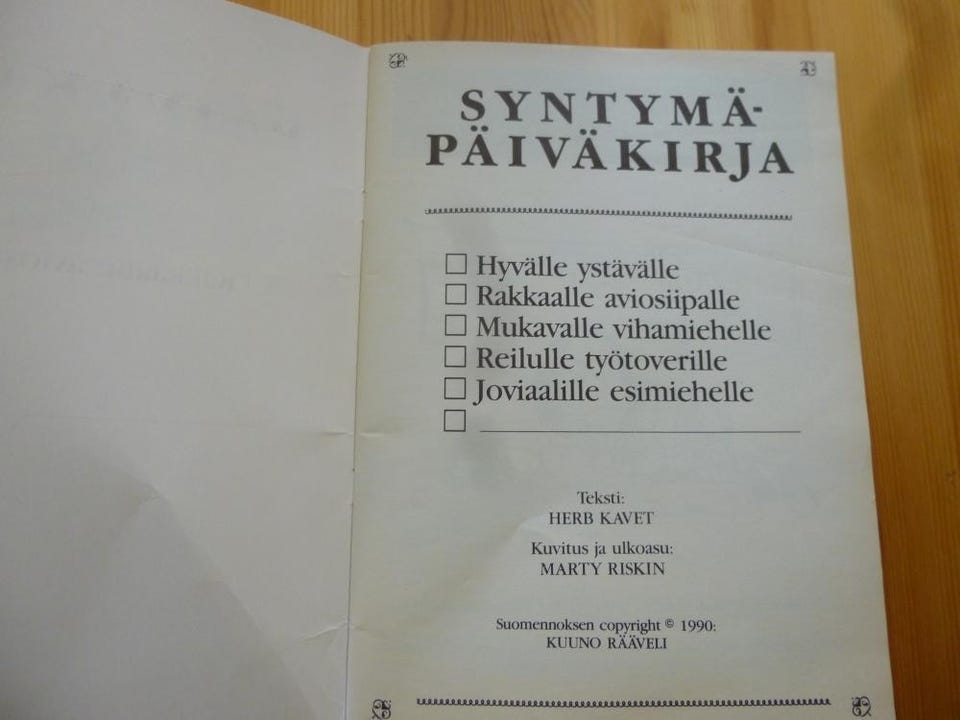 SYNTYMÄ-
PÄIVÄKIRJA
Hyvälle ystävälle
Rakkaalle aviosiipalle
Mukavalle vihamiehelle
Reilulle työtoverille
Joviaalille esimiehelle
Teksti:
HERB KAVET
Kuvitus ja ulkoasu:
MARTY RISKIN
Suomennoksen copyright © 1990:
KUUNO RÄÄVELI